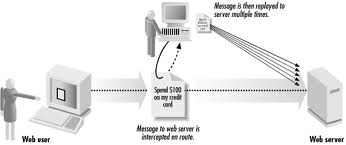 Message is then replayed to
server multiple times.
Spend $100
on my credit
card
Message to web server is
intercepted en route.
Web user
Web server